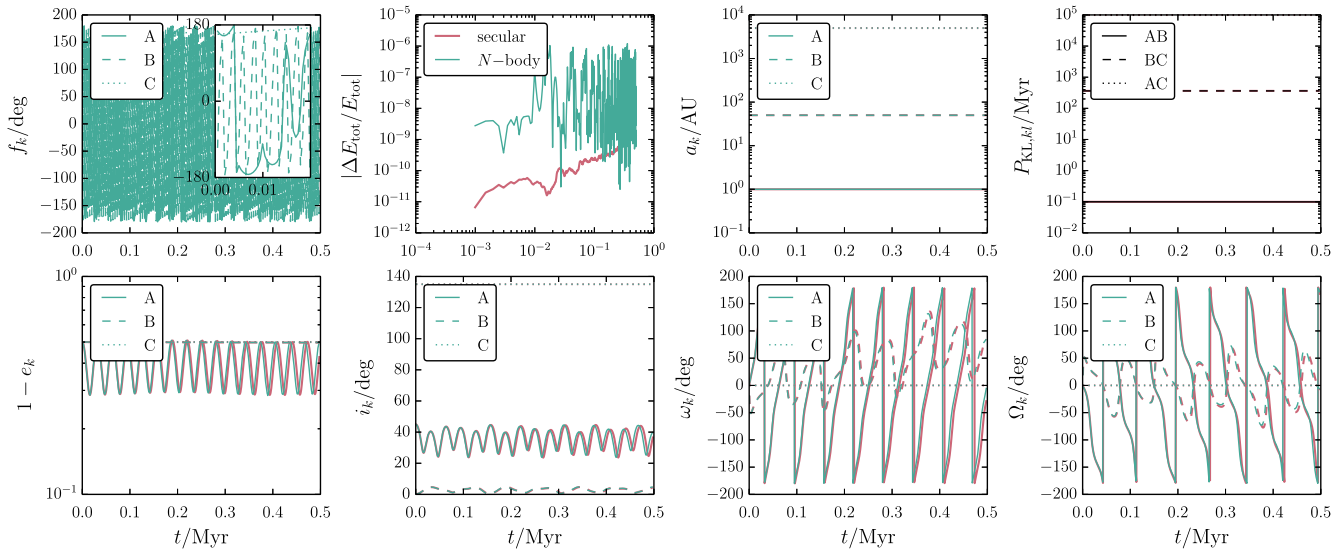 200
150
100
50
0
−50
−100
−150
−200
f_k/deg
A
B
C
180
0
−180
0.00 0.01
0.0 0.1 0.2 0.3 0.4 0.5
10^{-4}
10^{-5}
10^{-6}
10^{-7}
10^{-8}
10^{-9}
10^{-10}
10^{-11}
10^{-12}
10^{-13}
|ΔE_tot/E_tot|
secular
N−body
10^{-4} 10^{-3} 10^{-2} 10^{-1} 10^{0}
10^{4}
10^{3}
10^{2}
10^{1}
10^{0}
10^{-1}
a_k/AU
A
B
C
0.0 0.1 0.2 0.3 0.4 0.5
10^{5}
10^{4}
10^{3}
10^{2}
10^{1}
10^{0}
10^{-1}
10^{-2}
P_{KL,kl}/Myr
AB
BC
AC
0.0 0.1 0.2 0.3 0.4 0.5
10^{0}
10^{-1}
1 − e_k
A
B
C
0.0 0.1 0.2 0.3 0.4 0.5
t/Myr
140
120
100
80
60
40
20
0
i_k/deg
A
B
C
0.0 0.1 0.2 0.3 0.4 0.5
t/Myr
200
150
100
50
0
−50
−100
−150
−200
ω_k/deg
A
B
C
0.0 0.1 0.2 0.3 0.4 0.5
t/Myr
200
150
100
50
0
−50
−100
−150
−200
Ω_k/deg
A
B
C
0.0 0.1 0.2 0.3 0.4 0.5
t/Myr